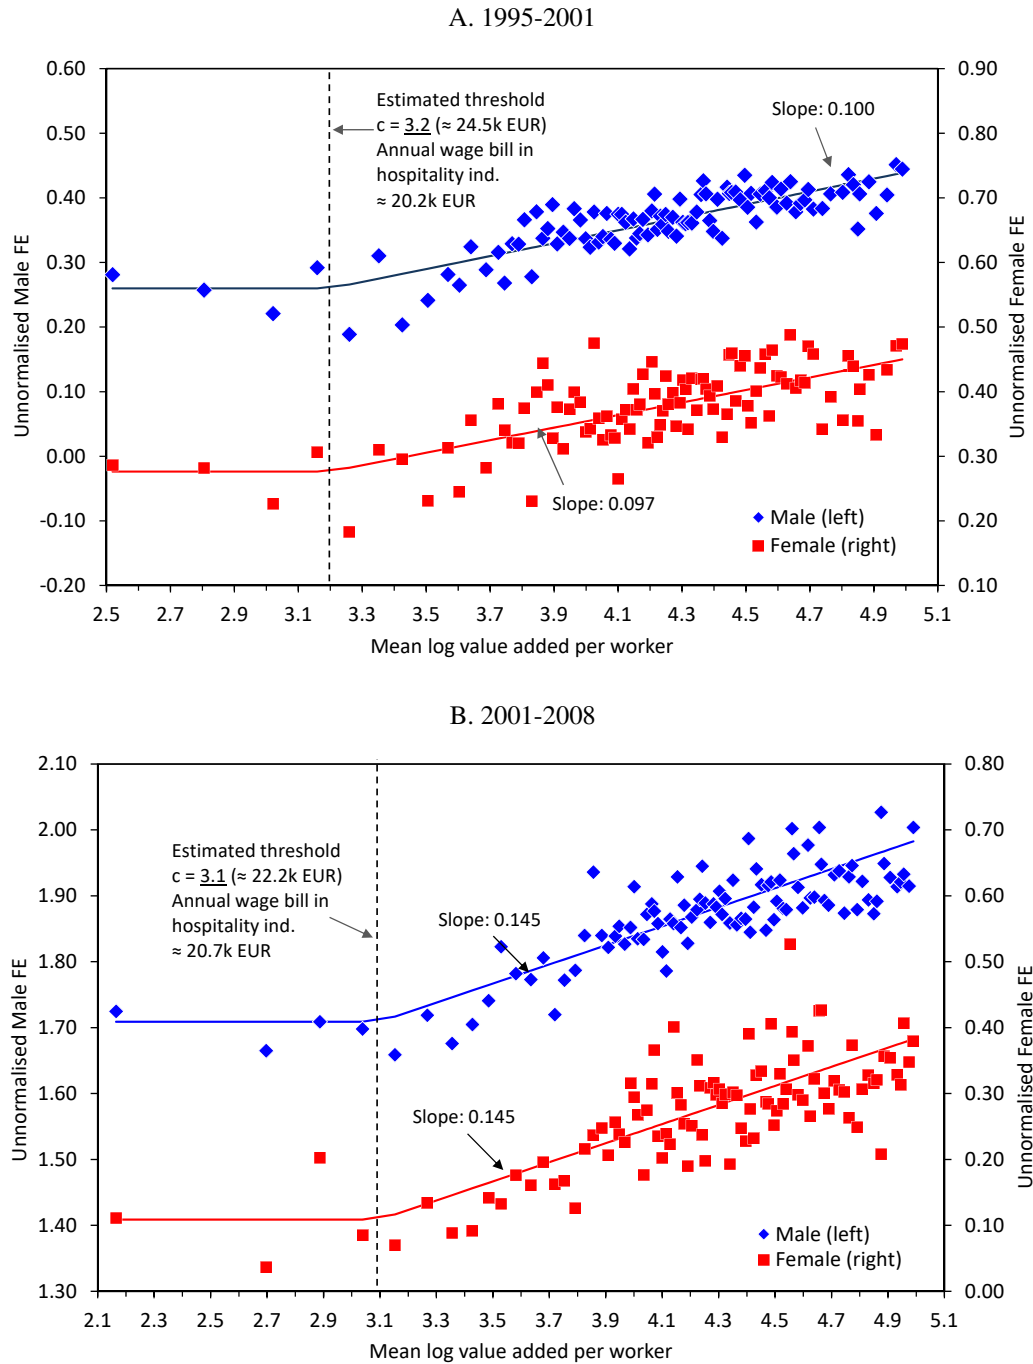 A. 1995-2001
0.60
0.50
0.40
0.30
0.20
0.10
0.00
-0.10
-0.20
0.90
0.80
0.70
0.60
0.50
0.40
0.30
0.20
0.10
Unnormalised Male FE
Unnormalised Female FE
Estimated threshold
c = 3.2 (≈ 24.5k EUR)
Annual wage bill in
hospitality ind.
≈ 20.2k EUR
Slope: 0.100
Slope: 0.097
Male (left)
Female (right)
2.5 2.7 2.9 3.1 3.3 3.5 3.7 3.9 4.1 4.3 4.5 4.7 4.9 5.1
Mean log value added per worker
B. 2001-2008
2.10
2.00
1.90
1.80
1.70
1.60
1.50
1.40
1.30
0.80
0.70
0.60
0.50
0.40
0.30
0.20
0.10
0.00
Unnormalised Male FE
Unnormalised Female FE
Estimated threshold
c = 3.1 (≈ 22.2k EUR)
Annual wage bill in
hospitality ind.
≈ 20.7k EUR
Slope: 0.145
Slope: 0.145
Male (left)
Female (right)
2.1 2.3 2.5 2.7 2.9 3.1 3.3 3.5 3.7 3.9 4.1 4.3 4.5 4.7 4.9 5.1
Mean log value added per worker